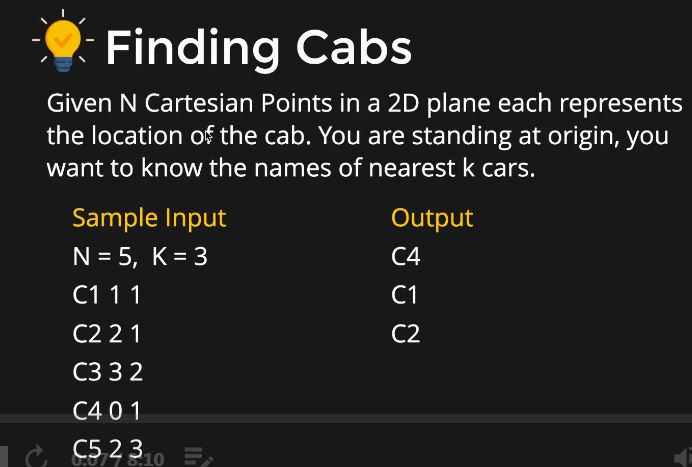 Finding Cabs
Given N Cartesian Points in a 2D plane each represents
the location of the cab. You are standing at origin, you
want to know the names of nearest k cars.
Sample Input
N = 5, K = 3
C1 1 1
C2 2 1
C3 3 2
C4 0 1
C5 2 3
Output
C4
C1
C2
0:07 / 8:10